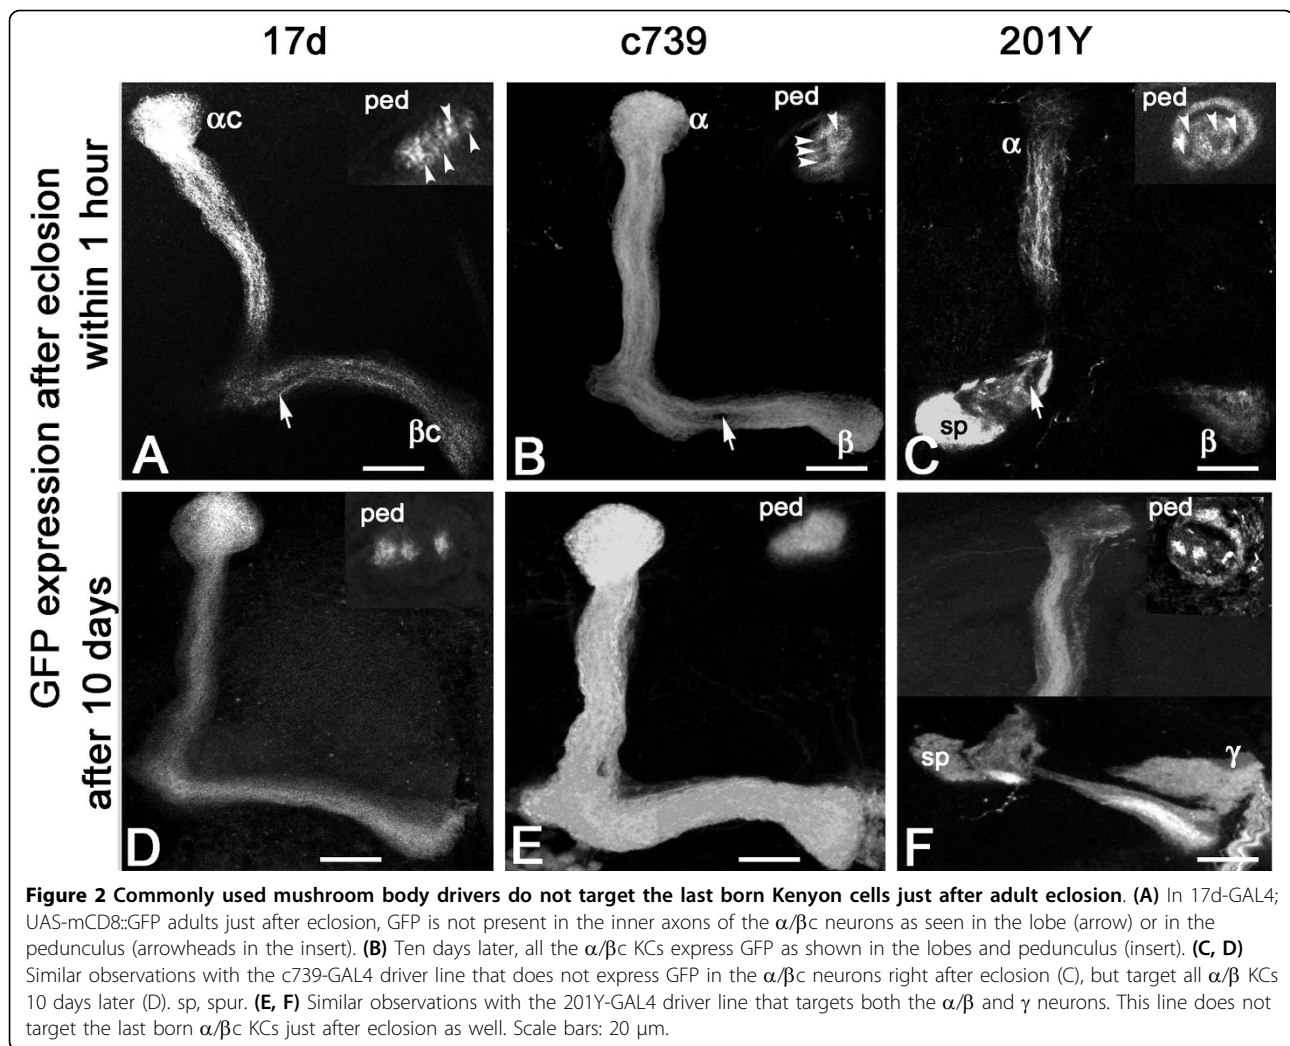 17d
c739
201Y
GFP expression after eclosion
within 1 hour
after 10 days
αc
ped
βc
A
α
ped
β
B
α
ped
sp
β
C
ped
D
ped
E
ped
sp
γ
F
Figure 2 Commonly used mushroom body drivers do not target the last born Kenyon cells just after adult eclosion. (A) In 17d-GAL4;
UAS-mCD8::GFP adults just after eclosion, GFP is not present in the inner axons of the α/βc neurons as seen in the lobe (arrow) or in the
pedunculus (arrowheads in the insert). (B) Ten days later, all the α/βc KCs express GFP as shown in the lobes and pedunculus (insert). (C, D)
Similar observations with the c739-GAL4 driver line that does not express GFP in the α/βc neurons right after eclosion (C), but target all α/β KCs
10 days later (D). sp, spur. (E, F) Similar observations with the 201Y-GAL4 driver line that targets both the α/β and γ neurons. This line does not
target the last born α/βc KCs just after eclosion as well. Scale bars: 20 μm.